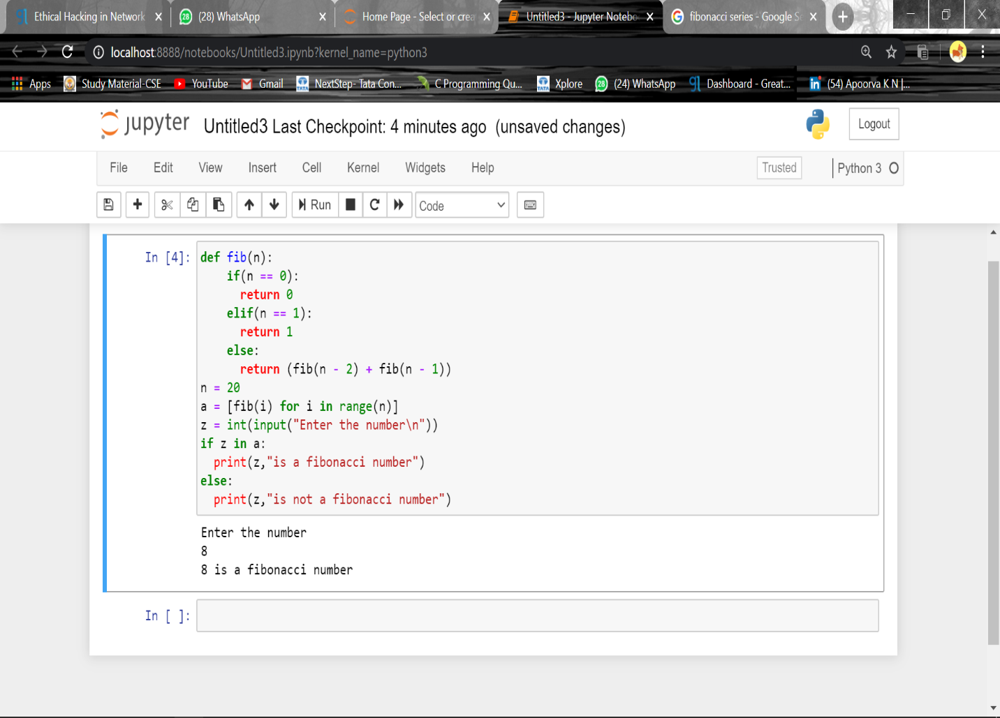 Ethical Hacking in Network
(28) WhatsApp
Home Page - Select or crea
Untitled3 - Jupyter Notebo
fibonacci series - Google S
localhost:8888/notebooks/Untitled3.ipynb?kernel_name=python3
Apps
Study Material-CSE
YouTube
Gmail
NextStep- Tata Con...
C Programming Qu...
Xplore
(24) WhatsApp
Dashboard - Great...
(54) Apoorva K N |...
jupyter Untitled3 Last Checkpoint: 4 minutes ago (unsaved changes)
Logout
File Edit View Insert Cell Kernel Widgets Help
Trusted
Python 3
Run
Code
In [4]: def fib(n):
    if(n == 0):
      return 0
    elif(n == 1):
      return 1
    else:
      return (fib(n - 2) + fib(n - 1))
n = 20
a = [fib(i) for i in range(n)]
z = int(input("Enter the number\n"))
if z in a:
  print(z,"is a fibonacci number")
else:
  print(z,"is not a fibonacci number")
Enter the number
8
8 is a fibonacci number
In [ ]: